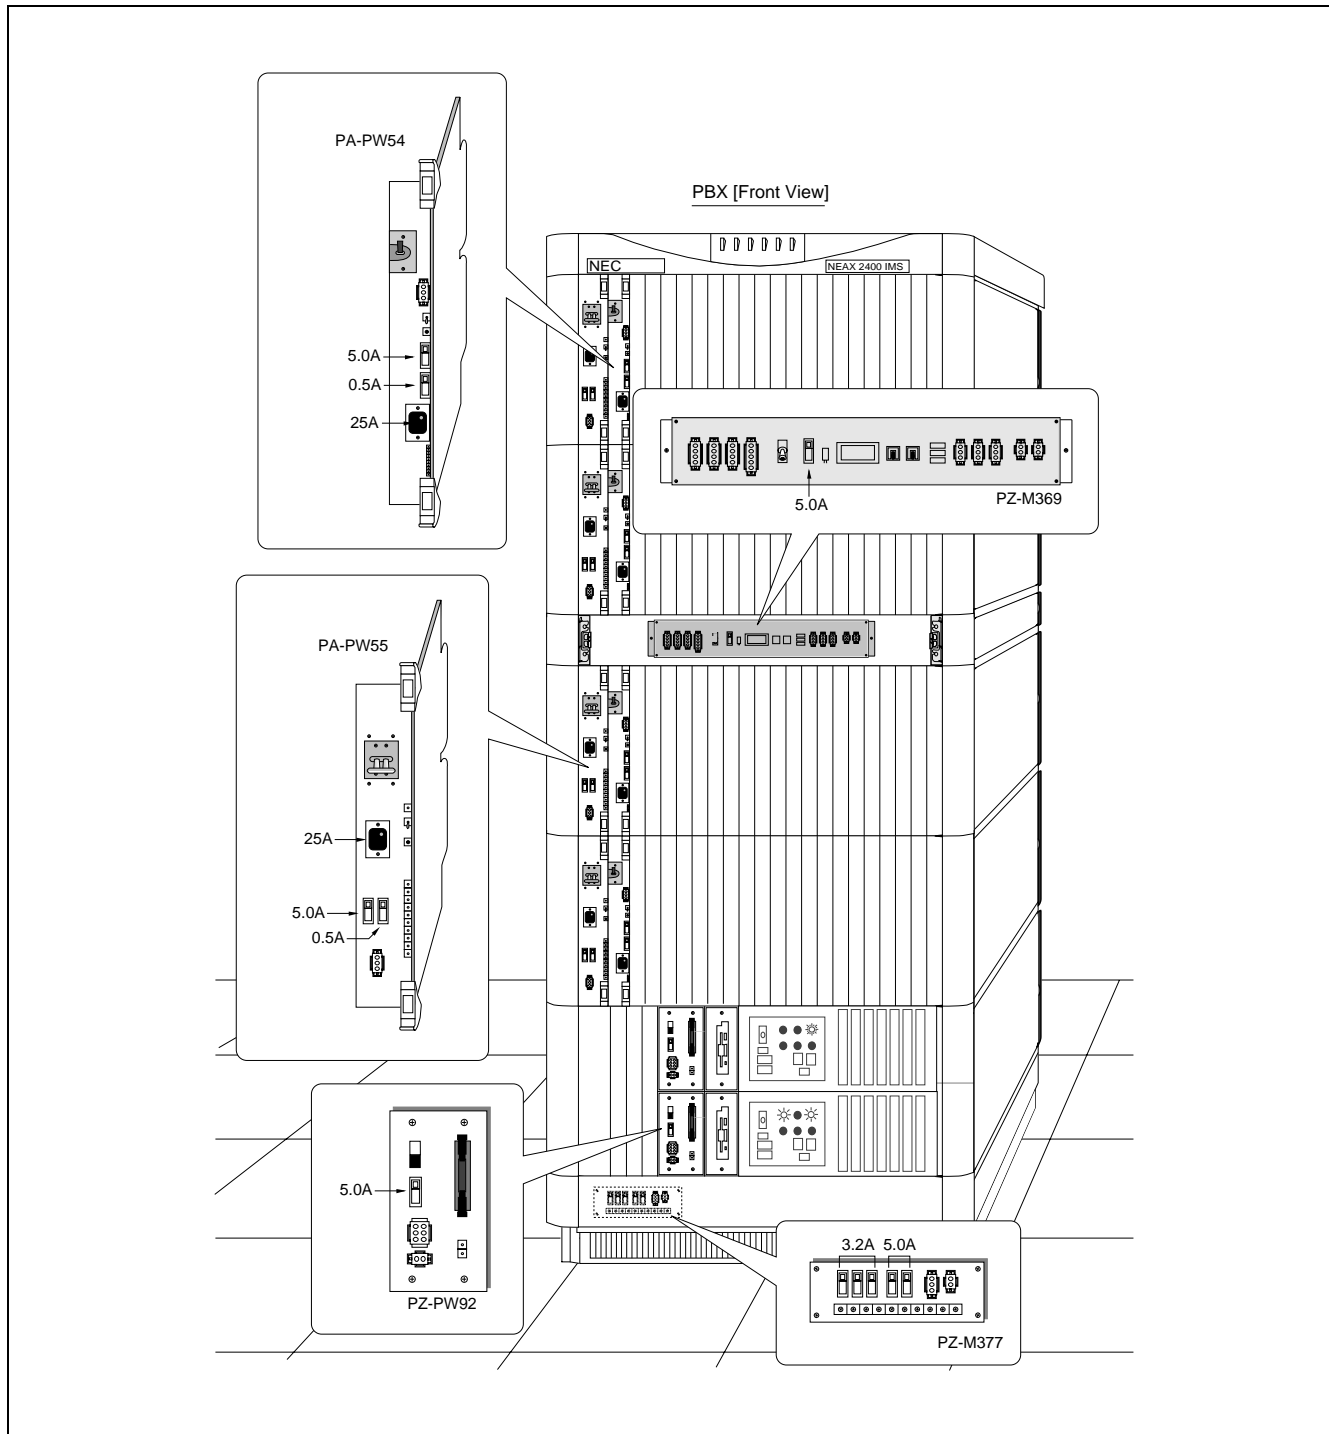 PA-PW54
5.0A
0.5A
25A
PBX [Front View]
NEC
NEAX 2400 IMS
5.0A
PZ-M369
PA-PW55
25A
5.0A
0.5A
5.0A
PZ-PW92
3.2A 5.0A
PZ-M377